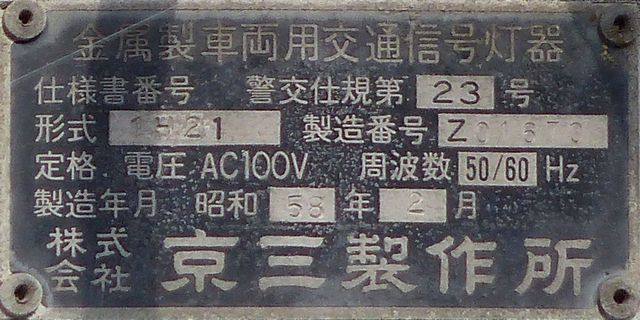 金属製車両用交通信号灯器
仕様書番号 警交仕規第 23 号
形式 1H21 製造番号 Z01670
定格 電圧 AC100V 周波数 50/60 Hz
製造年月 昭和 58 年 2 月
株式会社 京三製作所